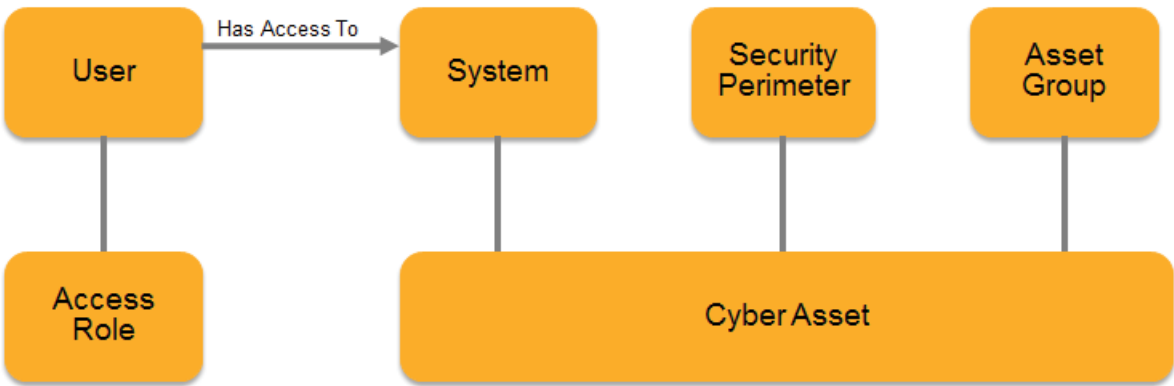 User
Has Access To
System
Security
Perimeter
Asset
Group
Access
Role
Cyber Asset